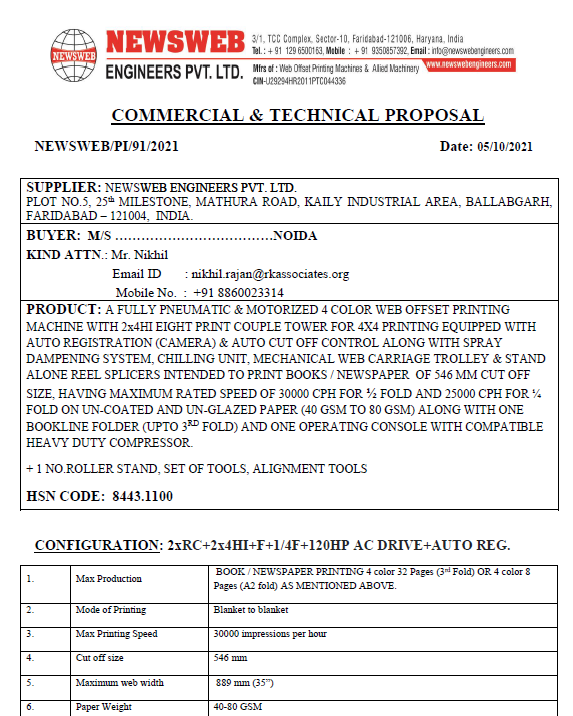 NEWSWEB
ENGINEERS PVT. LTD.
3/1, TCC Complex, Sector-10, Faridabad-121006, Haryana, India
Tel. : + 91 129 6500163, Mobile : + 91 9350857392, Email : info@newswebengineers.com
Mfrs of : Web Offset Printing Machines & Allied Machinery www.newswebengineers.com
CIN-U29294HR2011PTC044336
COMMERCIAL & TECHNICAL PROPOSAL
NEWSWEB/PI/91/2021 Date: 05/10/2021
SUPPLIER: NEWSWEB ENGINEERS PVT. LTD.
PLOT NO.5, 25th MILESTONE, MATHURA ROAD, KAILY INDUSTRIAL AREA, BALLABGARH,
FARIDABAD – 121004, INDIA.
BUYER: M/S ……………………………..NOIDA
KIND ATTN.: Mr. Nikhil
Email ID : nikhil.rajan@rkassociates.org
Mobile No. : +91 8860023314
PRODUCT: A FULLY PNEUMATIC & MOTORIZED 4 COLOR WEB OFFSET PRINTING
MACHINE WITH 2x4HI EIGHT PRINT COUPLE TOWER FOR 4X4 PRINTING EQUIPPED WITH
AUTO REGISTRATION (CAMERA) & AUTO CUT OFF CONTROL ALONG WITH SPRAY
DAMPENING SYSTEM, CHILLING UNIT, MECHANICAL WEB CARRIAGE TROLLEY & STAND
ALONE REEL SPLICERS INTENDED TO PRINT BOOKS / NEWSPAPER OF 546 MM CUT OFF
SIZE, HAVING MAXIMUM RATED SPEED OF 30000 CPH FOR ½ FOLD AND 25000 CPH FOR ¼
FOLD ON UN-COATED AND UN-GLAZED PAPER (40 GSM TO 80 GSM) ALONG WITH ONE
BOOKLINE FOLDER (UPTO 3RD FOLD) AND ONE OPERATING CONSOLE WITH COMPATIBLE
HEAVY DUTY COMPRESSOR.
+ 1 NO.ROLLER STAND, SET OF TOOLS, ALIGNMENT TOOLS
HSN CODE: 8443.1100
CONFIGURATION: 2xRC+2x4HI+F+1/4F+120HP AC DRIVE+AUTO REG.
1. Max Production BOOK / NEWSPAPER PRINTING 4 color 32 Pages (3rd Fold) OR 4 color 8
Pages (A2 fold) AS MENTIONED ABOVE.
2. Mode of Printing Blanket to blanket
3. Max Printing Speed 30000 impressions per hour
4. Cut off size 546 mm
5. Maximum web width 889 mm (35”)
6. Paper Weight 40-80 GSM